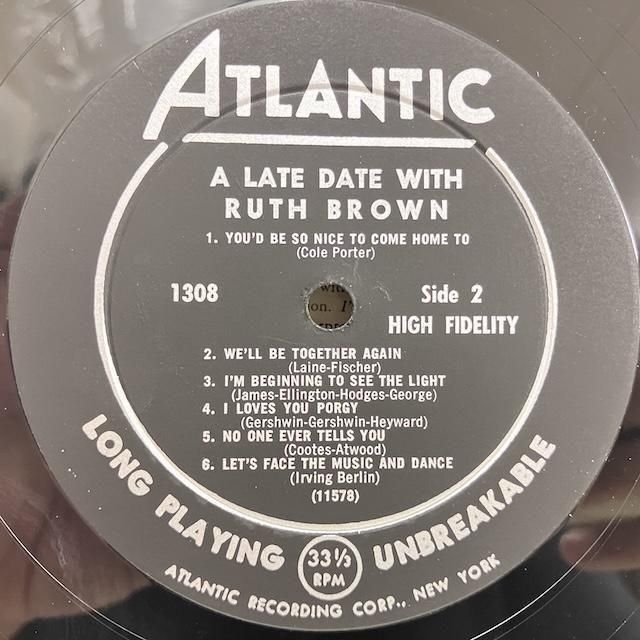 ATLANTIC
A LATE DATE WITH
RUTH BROWN
1. YOU'D BE SO NICE TO COME HOME TO
(Cole Porter)
1308
Side 2
HIGH FIDELITY
2. WE'LL BE TOGETHER AGAIN
(Laine-Fischer)
3. I'M BEGINNING TO SEE THE LIGHT
(James-Ellington-Hodges-George)
4. I LOVES YOU PORGY
(Gershwin-Gershwin-Heyward)
5. NO ONE EVER TELLS YOU
(Cootes-Atwood)
6. LET'S FACE THE MUSIC AND DANCE
(Irving Berlin)
(11578)
LONG PLAYING
33⅓
RPM
UNBREAKABLE
ATLANTIC RECORDING CORP., NEW YORK